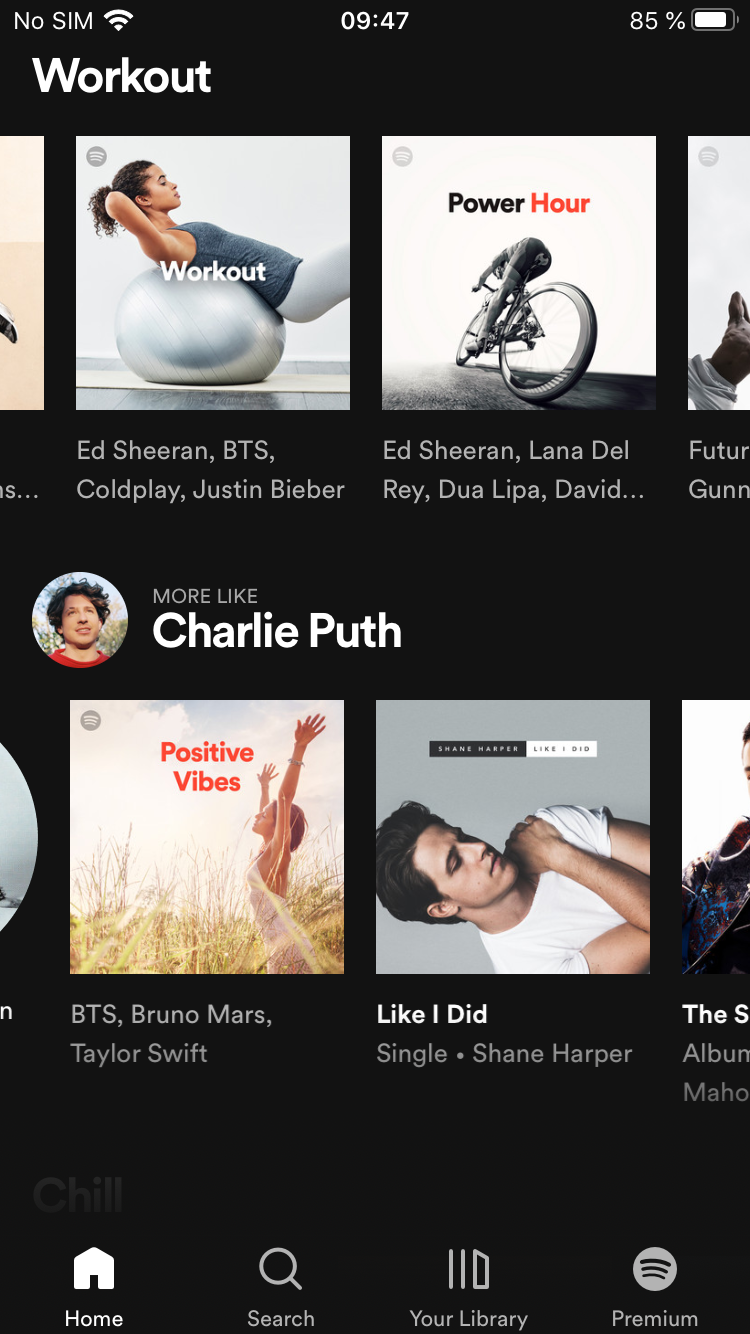 No SIM 09:47 85 %
Workout
Workout
Power Hour
ns...
Ed Sheeran, BTS,
Coldplay, Justin Bieber
Ed Sheeran, Lana Del
Rey, Dua Lipa, David...
Futur
Gunn
MORE LIKE
Charlie Puth
Positive
Vibes
SHANE HARPER LIKE I DID
n
BTS, Bruno Mars,
Taylor Swift
Like I Did
Single • Shane Harper
The S
Album
Maho
Chill
Home Search Your Library Premium